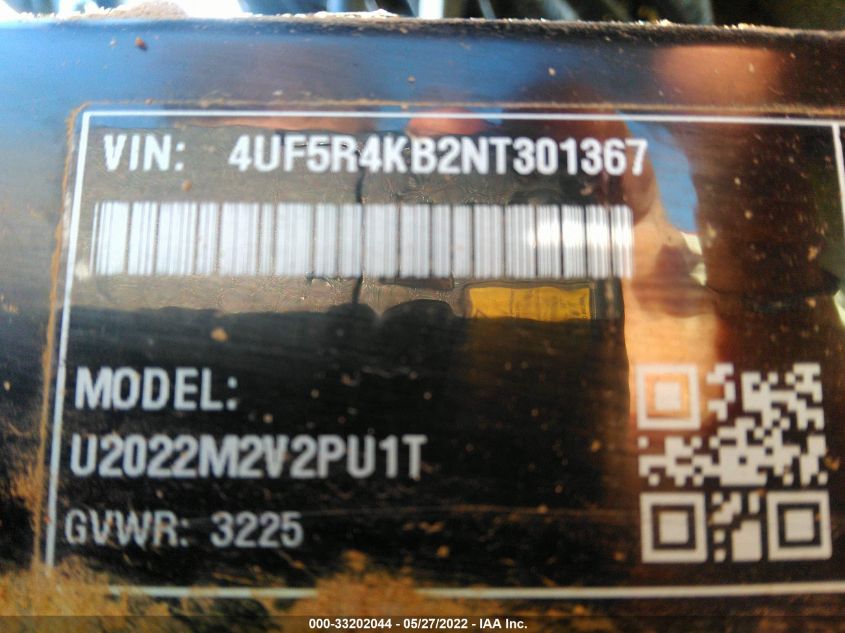 VIN: 4UF5R4KB2NT301367
MODEL:
U2022M2V2PU1T
GVWR: 3225
000-33202044 - 05/27/2022 - IAA Inc.